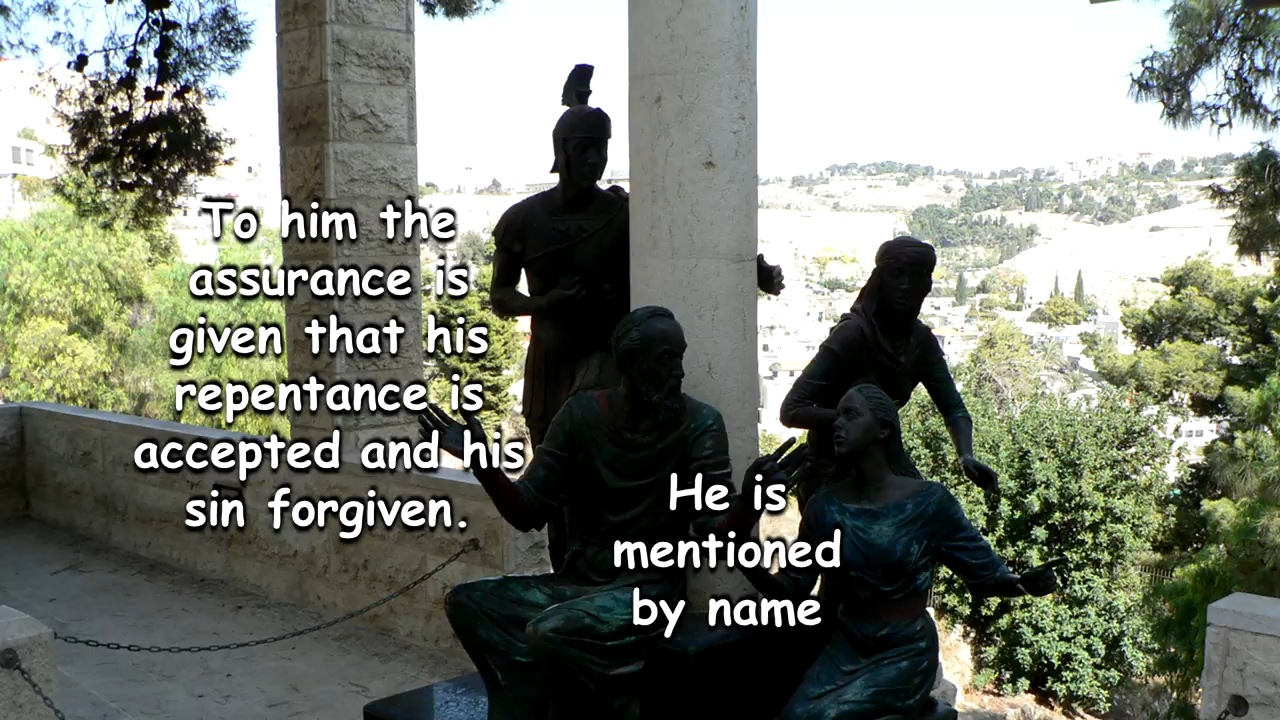 To him the
assurance is
given that his
repentance is
accepted and his
sin forgiven.
He is
mentioned
by name